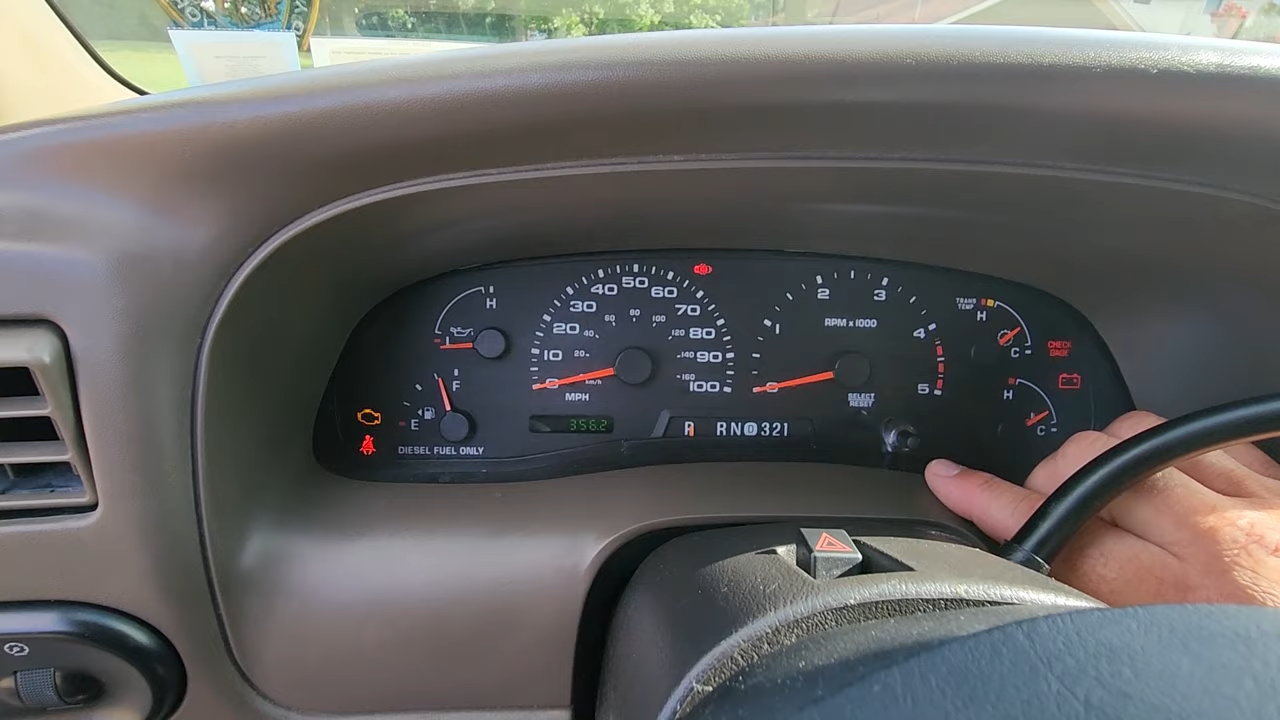 H
L
F
E
DIESEL FUEL ONLY
0 10 20 30 40 50 60 70 80 90 100
20 40 60 80 100 120 140 160
km/h
MPH
356.2
0 1 2 3 4 5
RPM x 1000
SELECT
RESET
P R N D 3 2 1
TRANS
TEMP
H
C
CHECK
GAGE
H
C